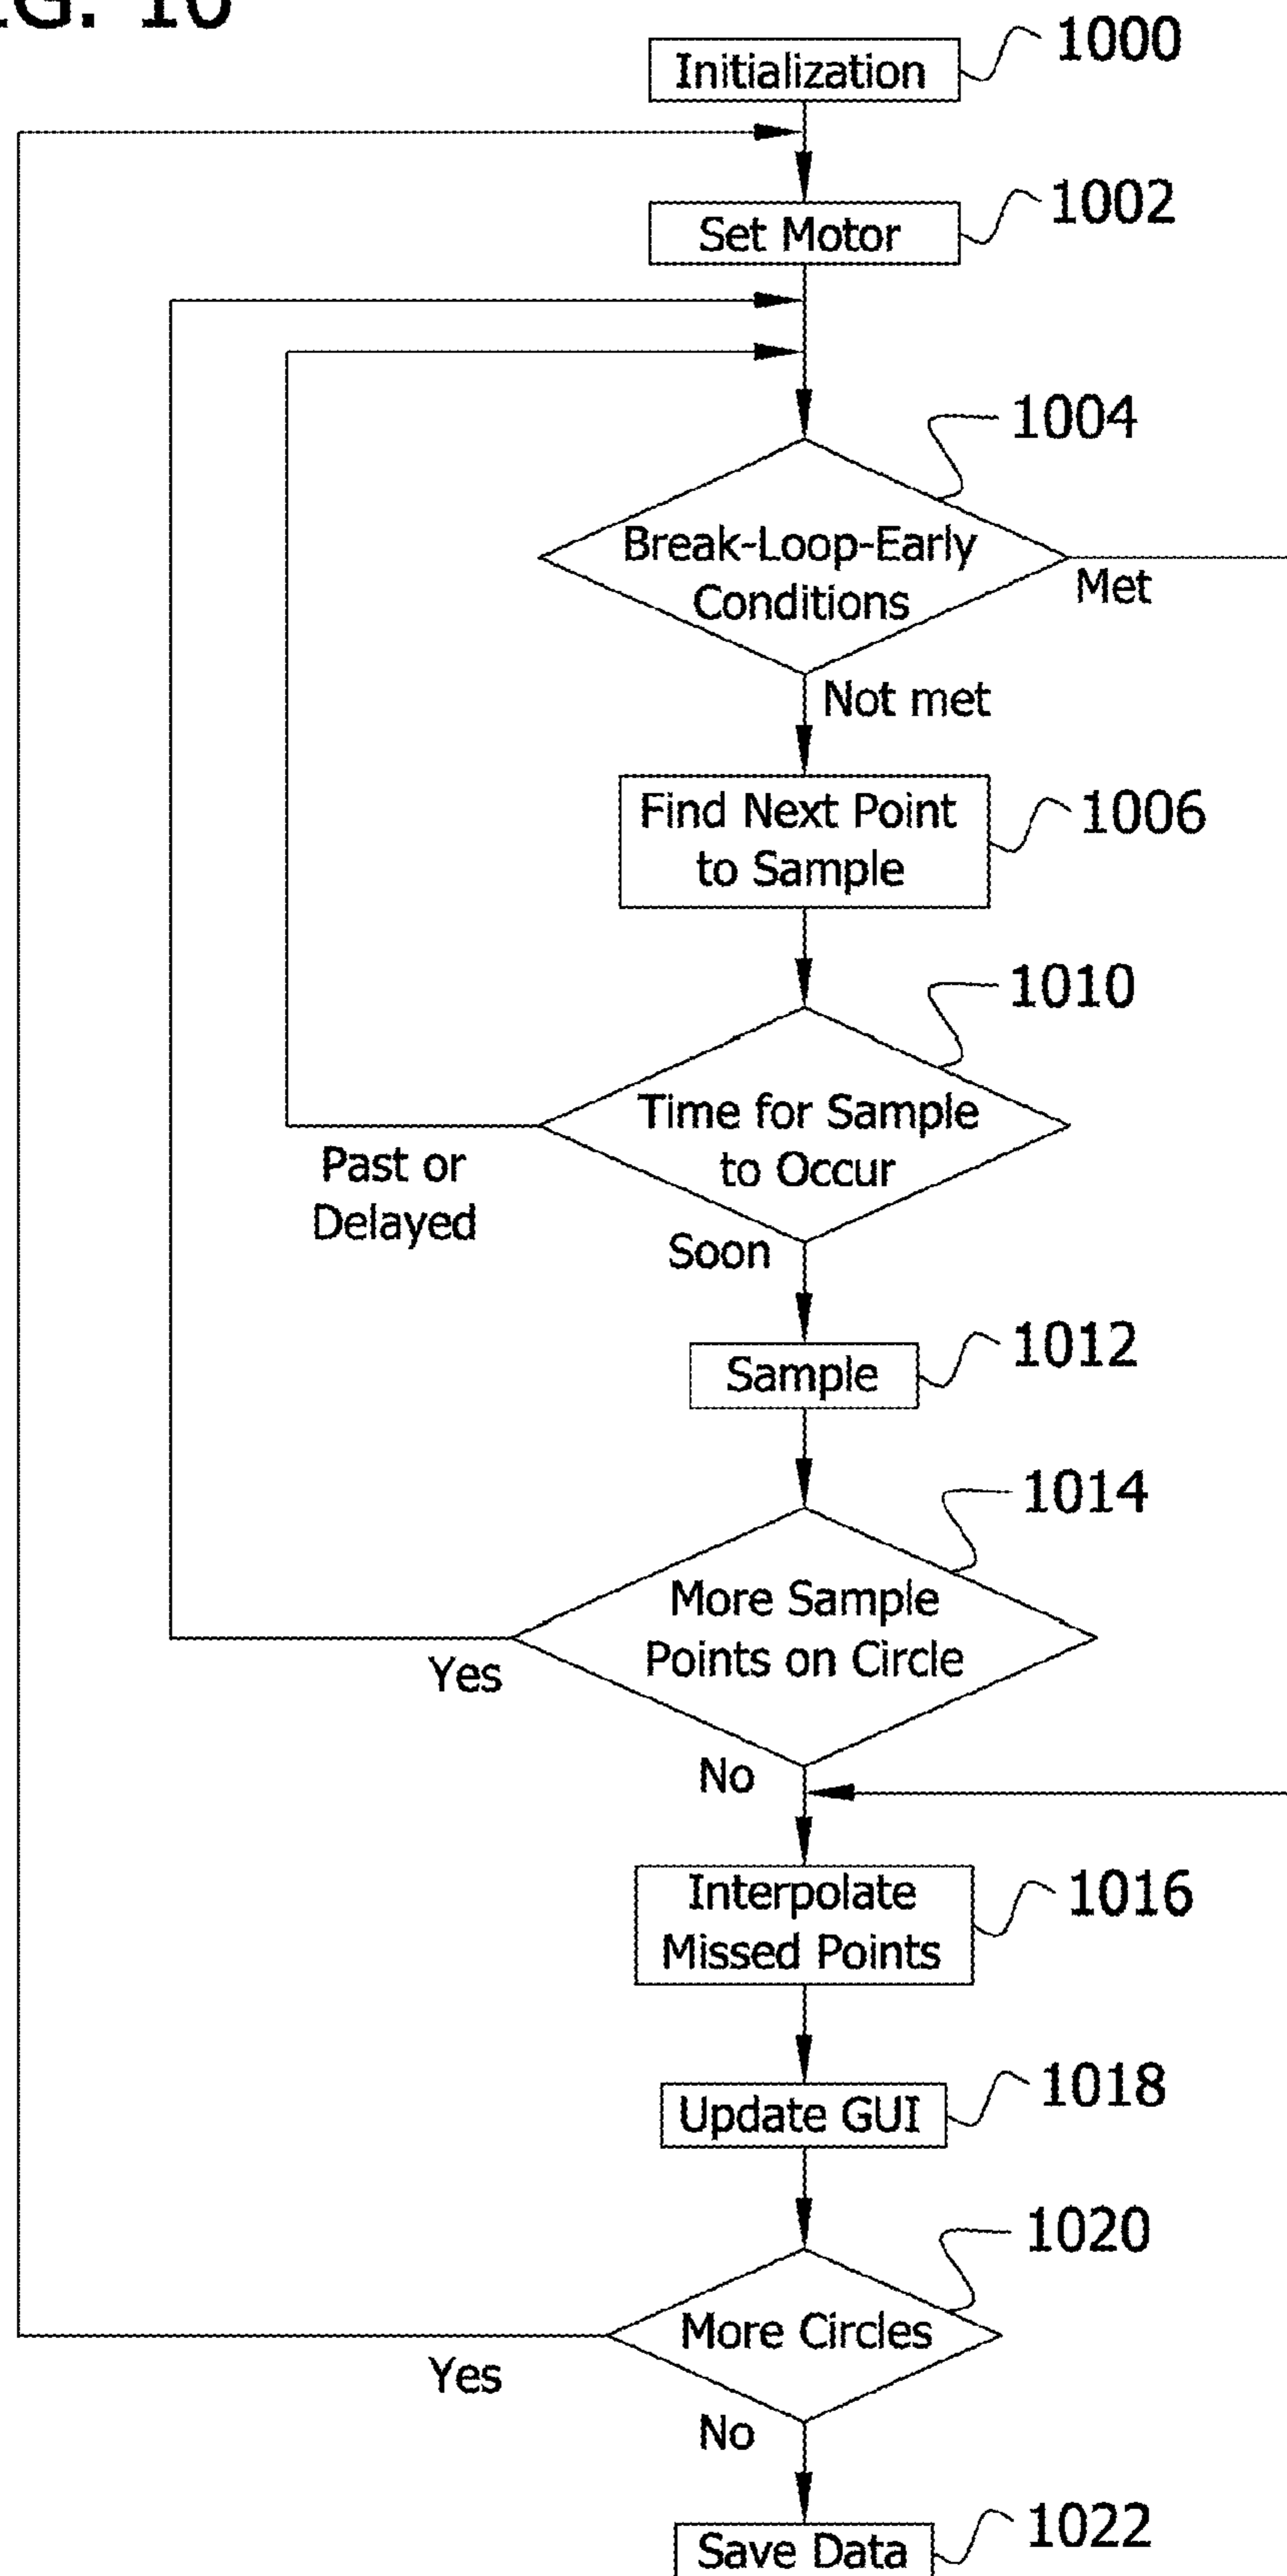 FIG. 10
Initialization
1000
Set Motor
1002
1004
Break-Loop-Early
Conditions
Met
Not met
Find Next Point
to Sample
1006
1010
Time for Sample
to Occur
Past or
Delayed
Soon
Sample
1012
1014
More Sample
Points on Circle
Yes
No
Interpolate
Missed Points
1016
Update GUI
1018
1020
More Circles
Yes
No
Save Data
1022